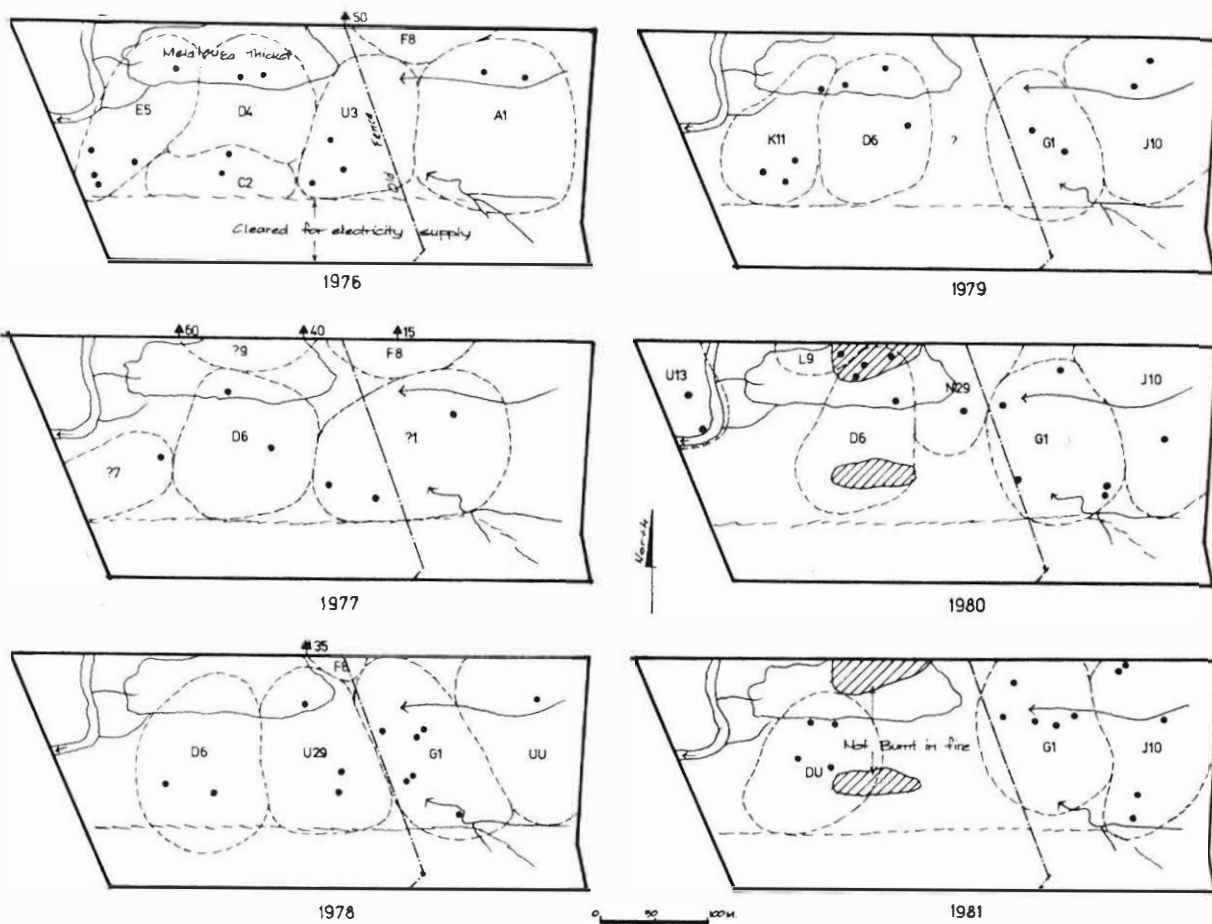 ▲50
F8
Melaleuca Thicket
E5
D4
U3
A1
C2
Old Fence
Cleared for electricity supply
1976
K11
D6
?
G1
J10
1979
▲60
▲40
▲15
?9
F8
D6
?1
??
1977
U13
L9
N29
J10
D6
G1
1980
North
▲35
F8
D6
U29
G1
UU
1978
G1
J10
Not Burnt in fire
DU
1981
0 50 100 M.